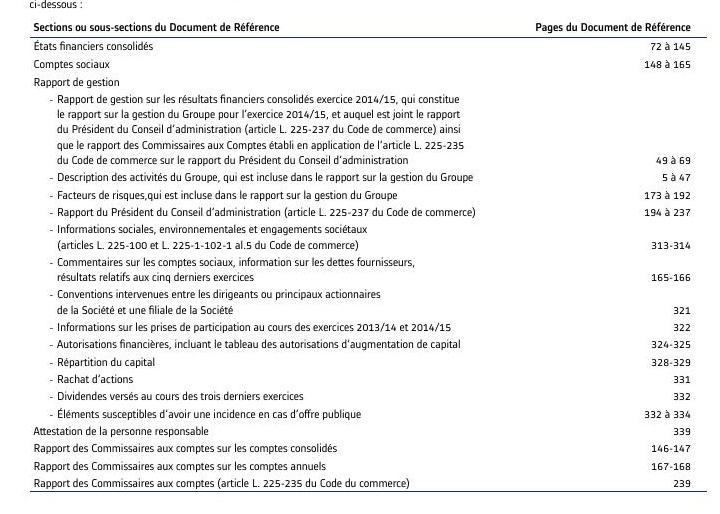 ci-dessous :
Sections ou sous-sections du Document de Référence Pages du Document de Référence
États financiers consolidés 72 à 145
Comptes sociaux 148 à 165
Rapport de gestion
- Rapport de gestion sur les résultats financiers consolidés exercice 2014/15, qui constitue
le rapport sur la gestion du Groupe pour l'exercice 2014/15, et auquel est joint le rapport
du Président du Conseil d'administration (article L. 225-237 du Code de commerce) ainsi
que le rapport des Commissaires aux Comptes établi en application de l'article L. 225-235
du Code de commerce sur le rapport du Président du Conseil d'administration 49 à 69
- Description des activités du Groupe, qui est incluse dans le rapport sur la gestion du Groupe 5 à 47
- Facteurs de risques,qui est incluse dans le rapport sur la gestion du Groupe 173 à 192
- Rapport du Président du Conseil d'administration (article L. 225-237 du Code de commerce) 194 à 237
- Informations sociales, environnementales et engagements sociétaux
(articles L. 225-100 et L. 225-1-102-1 al.5 du Code de commerce) 313-314
- Commentaires sur les comptes sociaux, information sur les dettes fournisseurs,
résultats relatifs aux cinq derniers exercices 165-166
- Conventions intervenues entre les dirigeants ou principaux actionnaires
de la Société et une filiale de la Société 321
- Informations sur les prises de participation au cours des exercices 2013/14 et 2014/15 322
- Autorisations financières, incluant le tableau des autorisations d'augmentation de capital 324-325
- Répartition du capital 328-329
- Rachat d'actions 331
- Dividendes versés au cours des trois derniers exercices 332
- Éléments susceptibles d'avoir une incidence en cas d'offre publique 332 à 334
Attestation de la personne responsable 339
Rapport des Commissaires aux comptes sur les comptes consolidés 146-147
Rapport des Commissaires aux comptes sur les comptes annuels 167-168
Rapport des Commissaires aux comptes (article L. 225-235 du Code du commerce) 239